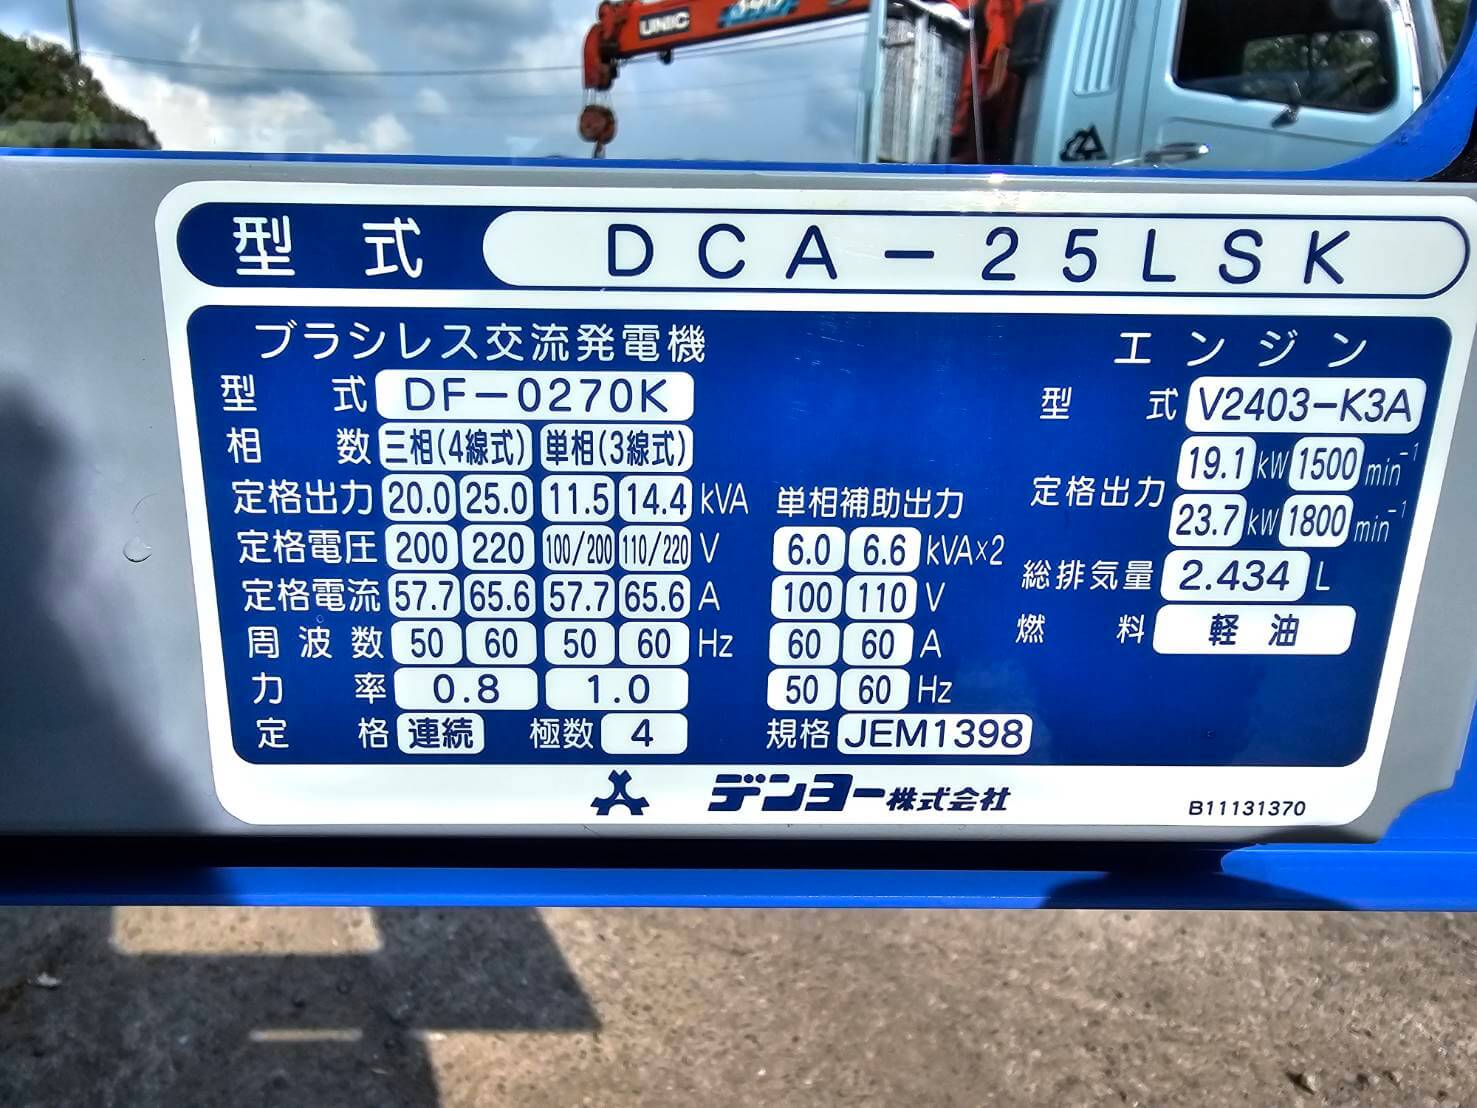 UNIC
型式 DCA-25LSK
ブラシレス交流発電機
型式 DF-0270K
相数 三相(4線式) 単相(3線式)
定格出力 20.0 25.0 11.5 14.4 kVA
定格電圧 200 220 100/200 110/220 V
定格電流 57.7 65.6 57.7 65.6 A
周波数 50 60 50 60 Hz
力率 0.8 1.0
定格 連続 極数 4
単相補助出力
6.0 6.6 kVA×2
100 110 V
60 60 A
50 60 Hz
規格 JEM1398
エンジン
型式 V2403-K3A
定格出力 19.1 kW 1500 min⁻¹
23.7 kW 1800 min⁻¹
総排気量 2.434 L
燃料 軽油
デンヨー株式会社
B11131370